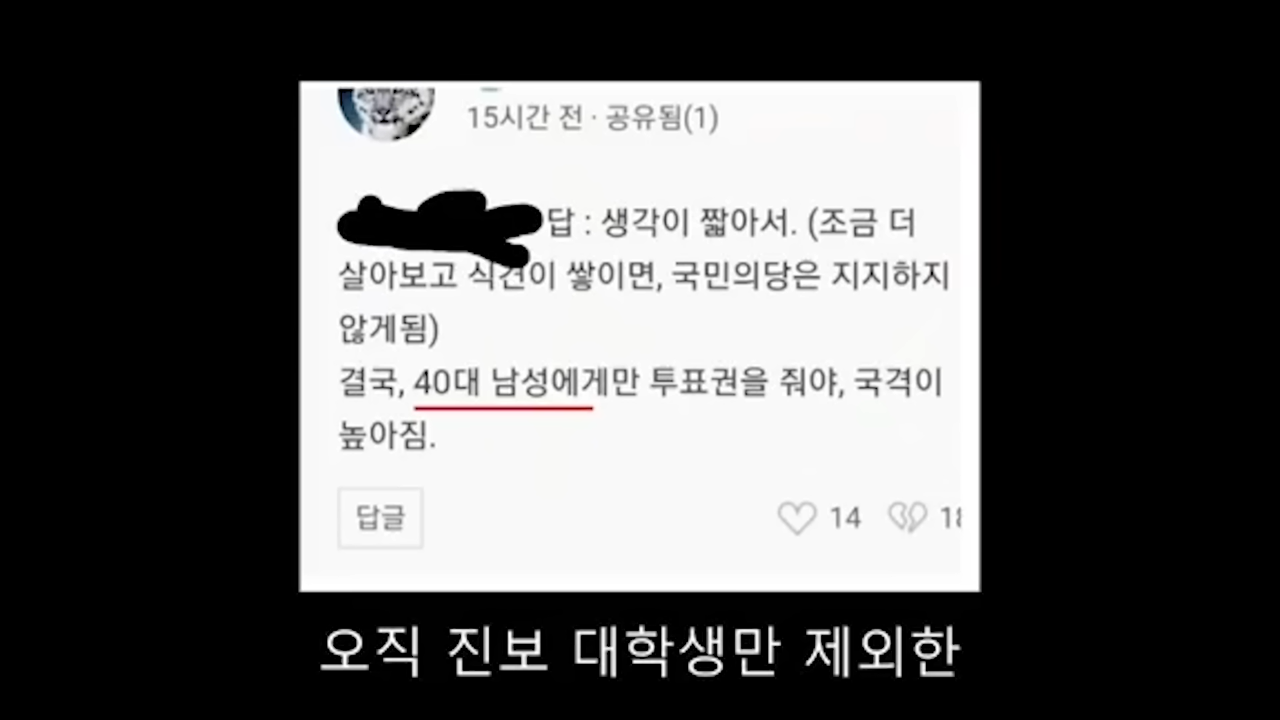 15시간 전 · 공유됨(1)
답 : 생각이 짧아서. (조금 더
살아보고 식견이 쌓이면, 국민의당은 지지하지
않게됨)
결국, 40대 남성에게만 투표권을 줘야, 국격이
높아짐.
답글
14
오직 진보 대학생만 제외한